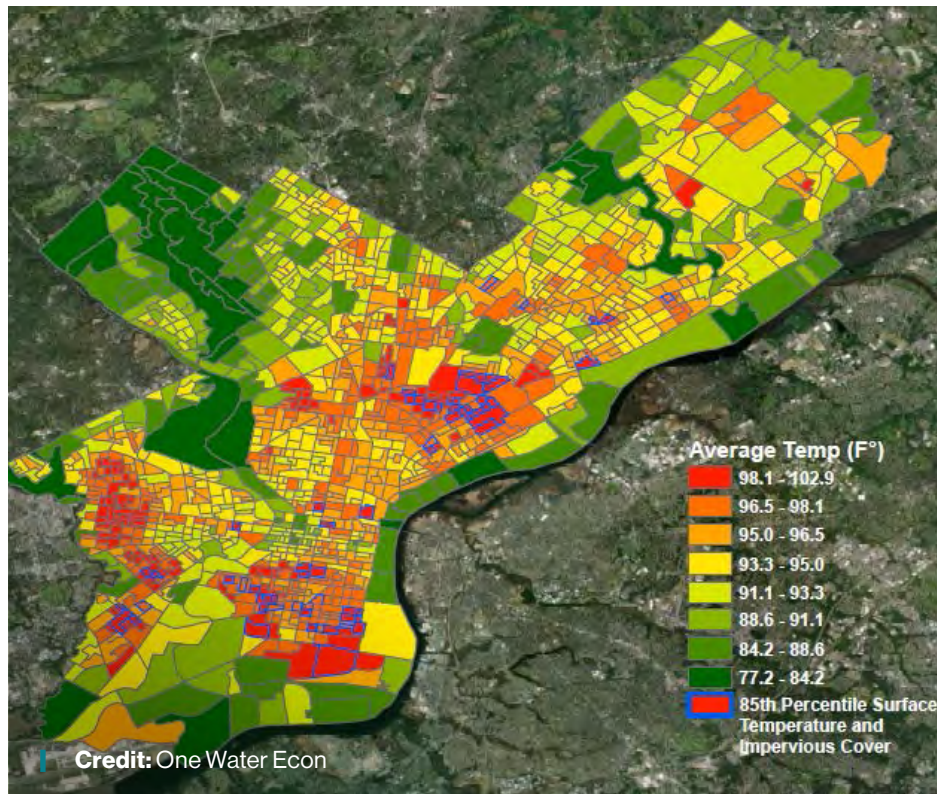 Average Temp (F°)
98.1 - 102.9
96.5 - 98.1
95.0 - 96.5
93.3 - 95.0
91.1 - 93.3
88.6 - 91.1
84.2 - 88.6
77.2 - 84.2
85th Percentile Surface
Temperature and
Impervious Cover
Credit: One Water Econ